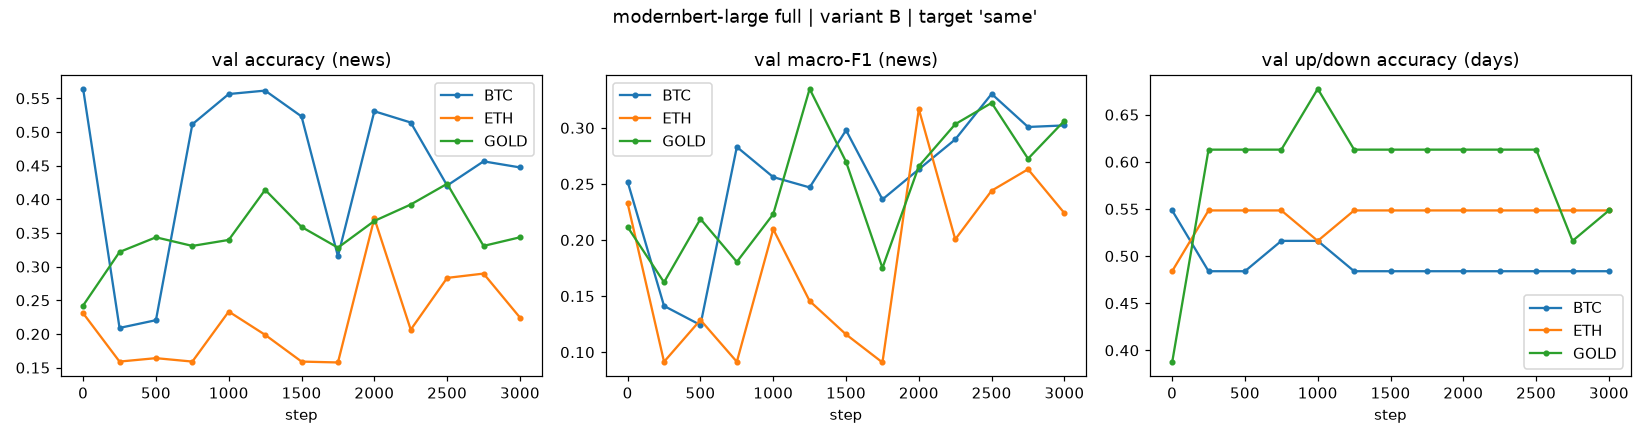 modernbert-large full | variant B | target 'same'
val accuracy (news)
0.55
0.50
0.45
0.40
0.35
0.30
0.25
0.20
0.15
0 500 1000 1500 2000 2500 3000
step
BTC
ETH
GOLD
val macro-F1 (news)
0.30
0.25
0.20
0.15
0.10
0 500 1000 1500 2000 2500 3000
step
BTC
ETH
GOLD
val up/down accuracy (days)
0.65
0.60
0.55
0.50
0.45
0.40
0 500 1000 1500 2000 2500 3000
step
BTC
ETH
GOLD